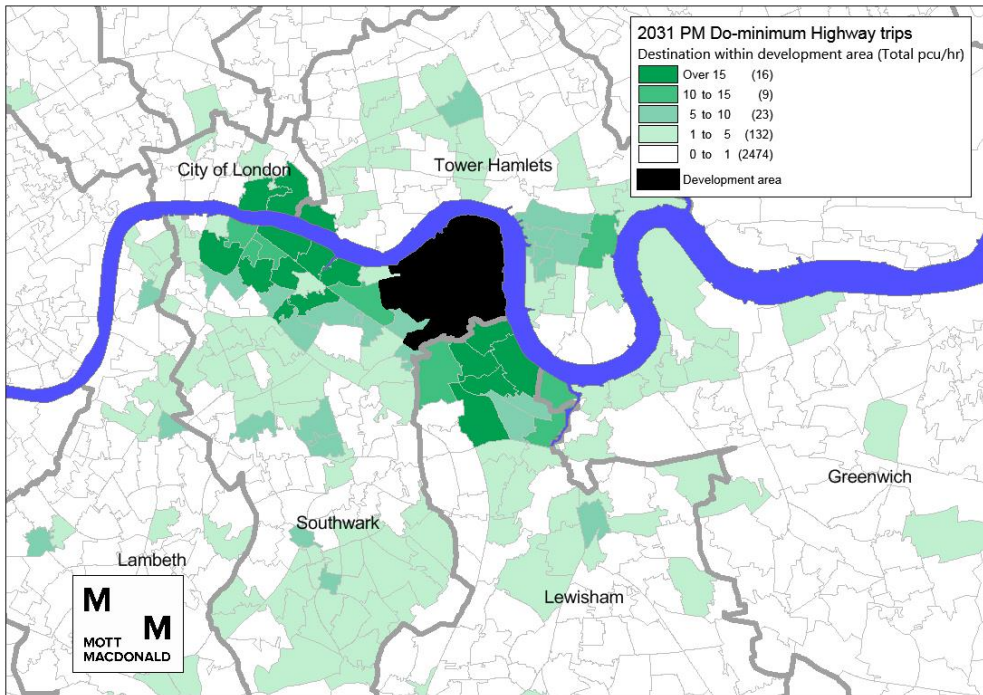 2031 PM Do-minimum Highway trips
Destination within development area (Total pcu/hr)
Over 15 (16)
10 to 15 (9)
5 to 10 (23)
1 to 5 (132)
0 to 1 (2474)
Development area
City of London
Tower Hamlets
Greenwich
Southwark
Lambeth
Lewisham
M
M
MOTT
MACDONALD